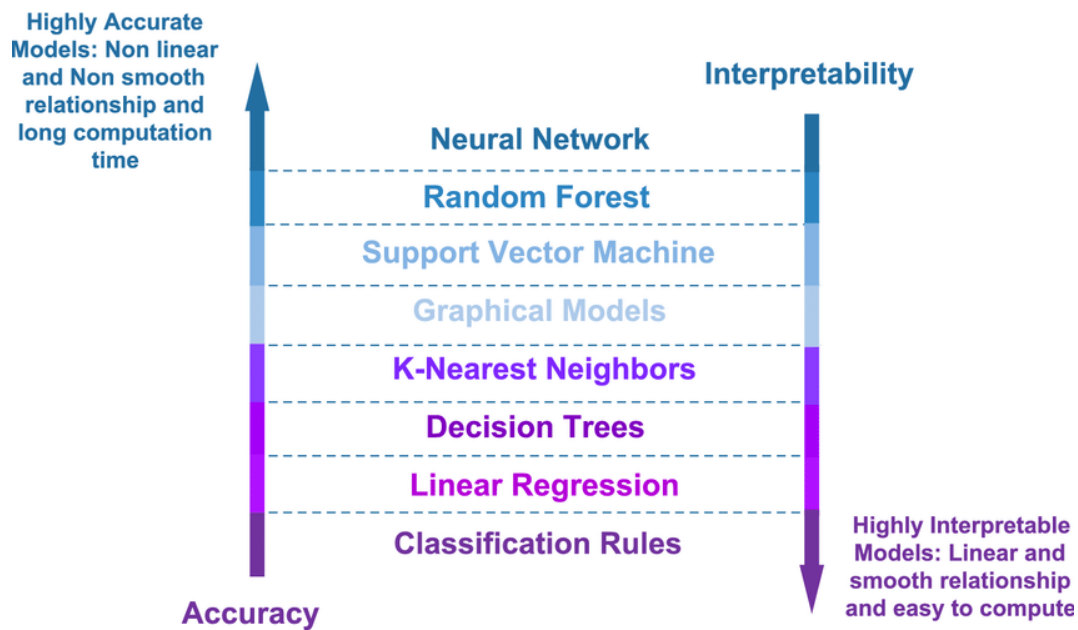 Highly Accurate
Models: Non linear
and Non smooth
relationship and
long computation
time
Interpretability
Neural Network
Random Forest
Support Vector Machine
Graphical Models
K-Nearest Neighbors
Decision Trees
Linear Regression
Classification Rules
Highly Interpretable
Models: Linear and
smooth relationship
and easy to compute
Accuracy